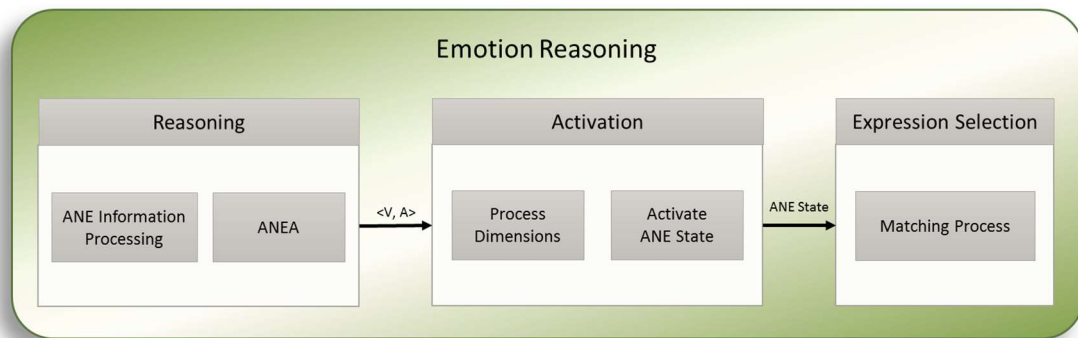 Emotion Reasoning
Reasoning
ANE Information
Processing
ANEA
<V, A>
Activation
Process
Dimensions
Activate
ANE State
ANE State
Expression Selection
Matching Process